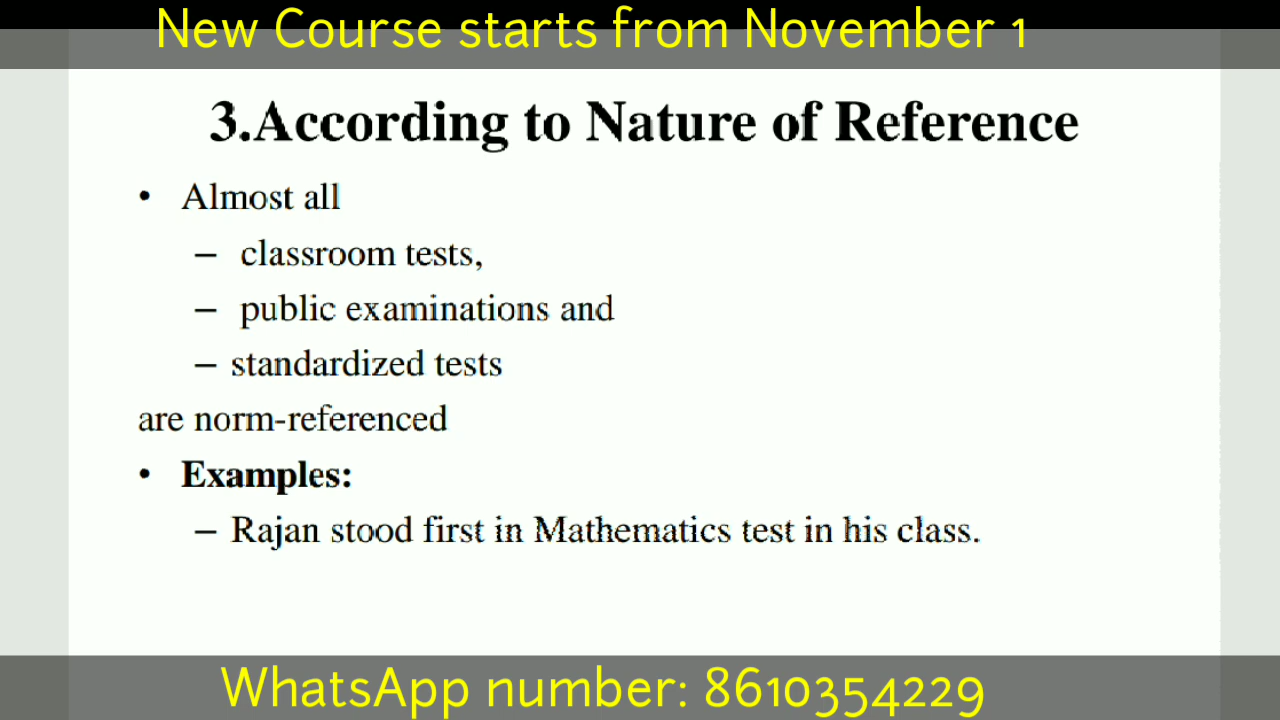 New Course starts from November 1
3.According to Nature of Reference
• Almost all
– classroom tests,
– public examinations and
– standardized tests
are norm-referenced
• Examples:
– Rajan stood first in Mathematics test in his class.
WhatsApp number: 8610354229